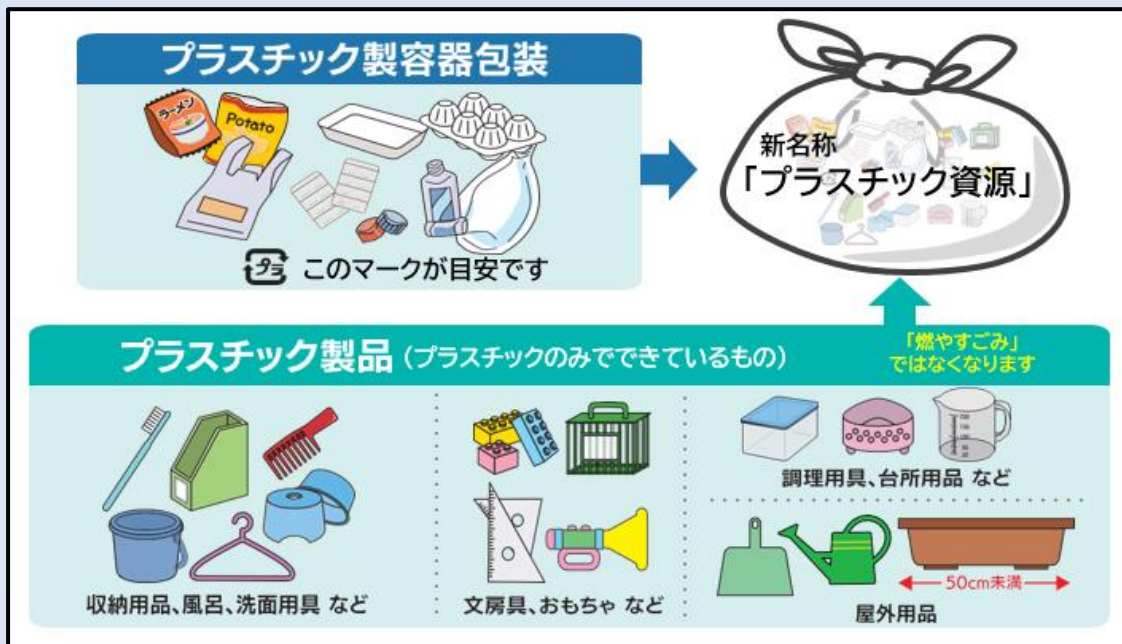 プラスチック製容器包装
ラーメン
Potato
プラ このマークが目安です
新名称
「プラスチック資源」
プラスチック製品(プラスチックのみでできているもの)
「燃やすごみ」
ではなくなります
収納用品、風呂、洗面用具 など
文房具、おもちゃ など
調理用具、台所用品 など
50cm未満
屋外用品